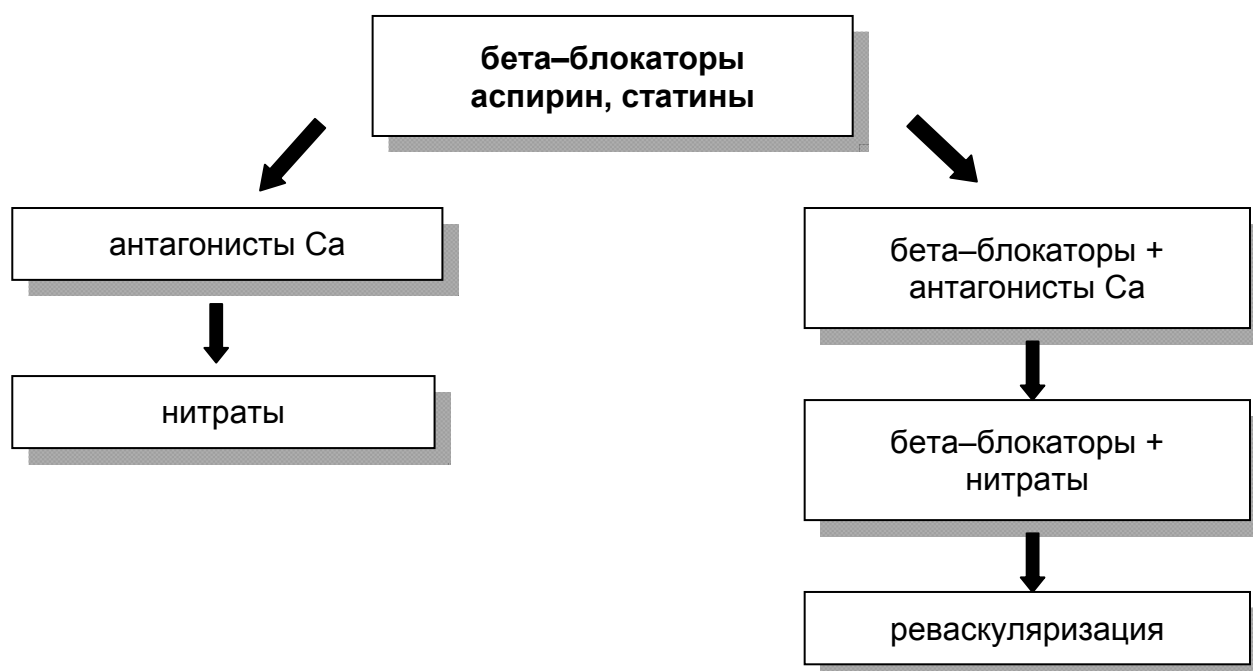 бета–блокаторы
аспирин, статины
антагонисты Са
нитраты
бета–блокаторы +
антагонисты Са
бета–блокаторы +
нитраты
реваскуляризация